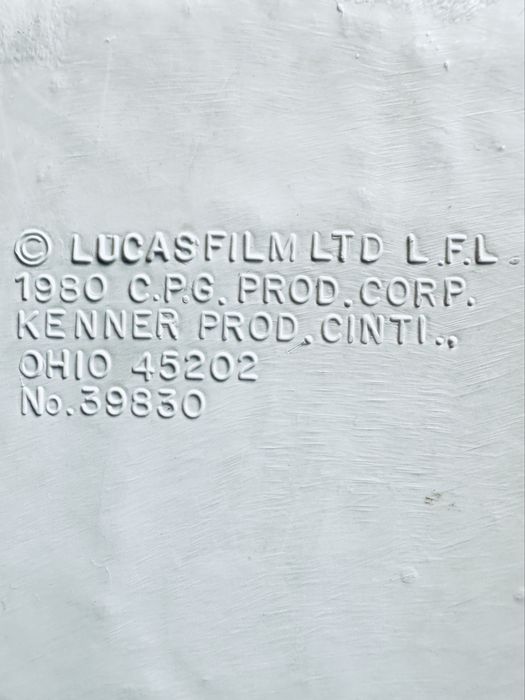 © LUCASFILM LTD L.F.L.
1980 C.P.G. PROD. CORP.
KENNER PROD. CINTI.,
OHIO 45202
No. 39830